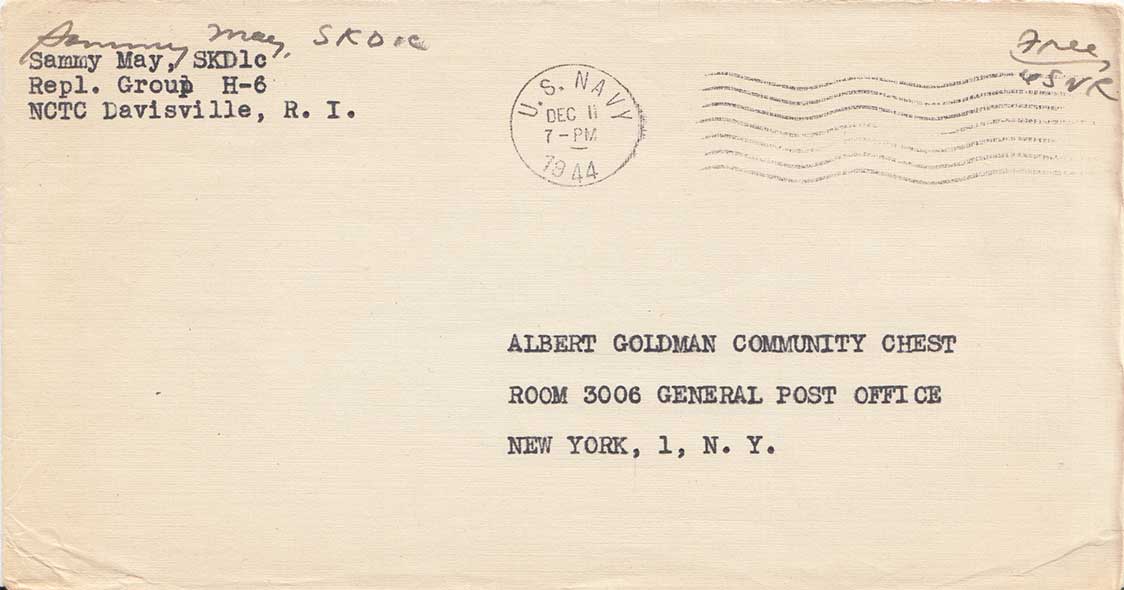 Sammy May, SKD1c
Sammy May, SKD1c
Repl. Group H-6
NCTC Davisville, R. I.
U.S. NAVY
DEC 11
7-PM
1944
Free,
USNR
ALBERT GOLDMAN COMMUNITY CHEST
ROOM 3006 GENERAL POST OFFICE
NEW YORK, 1, N. Y.